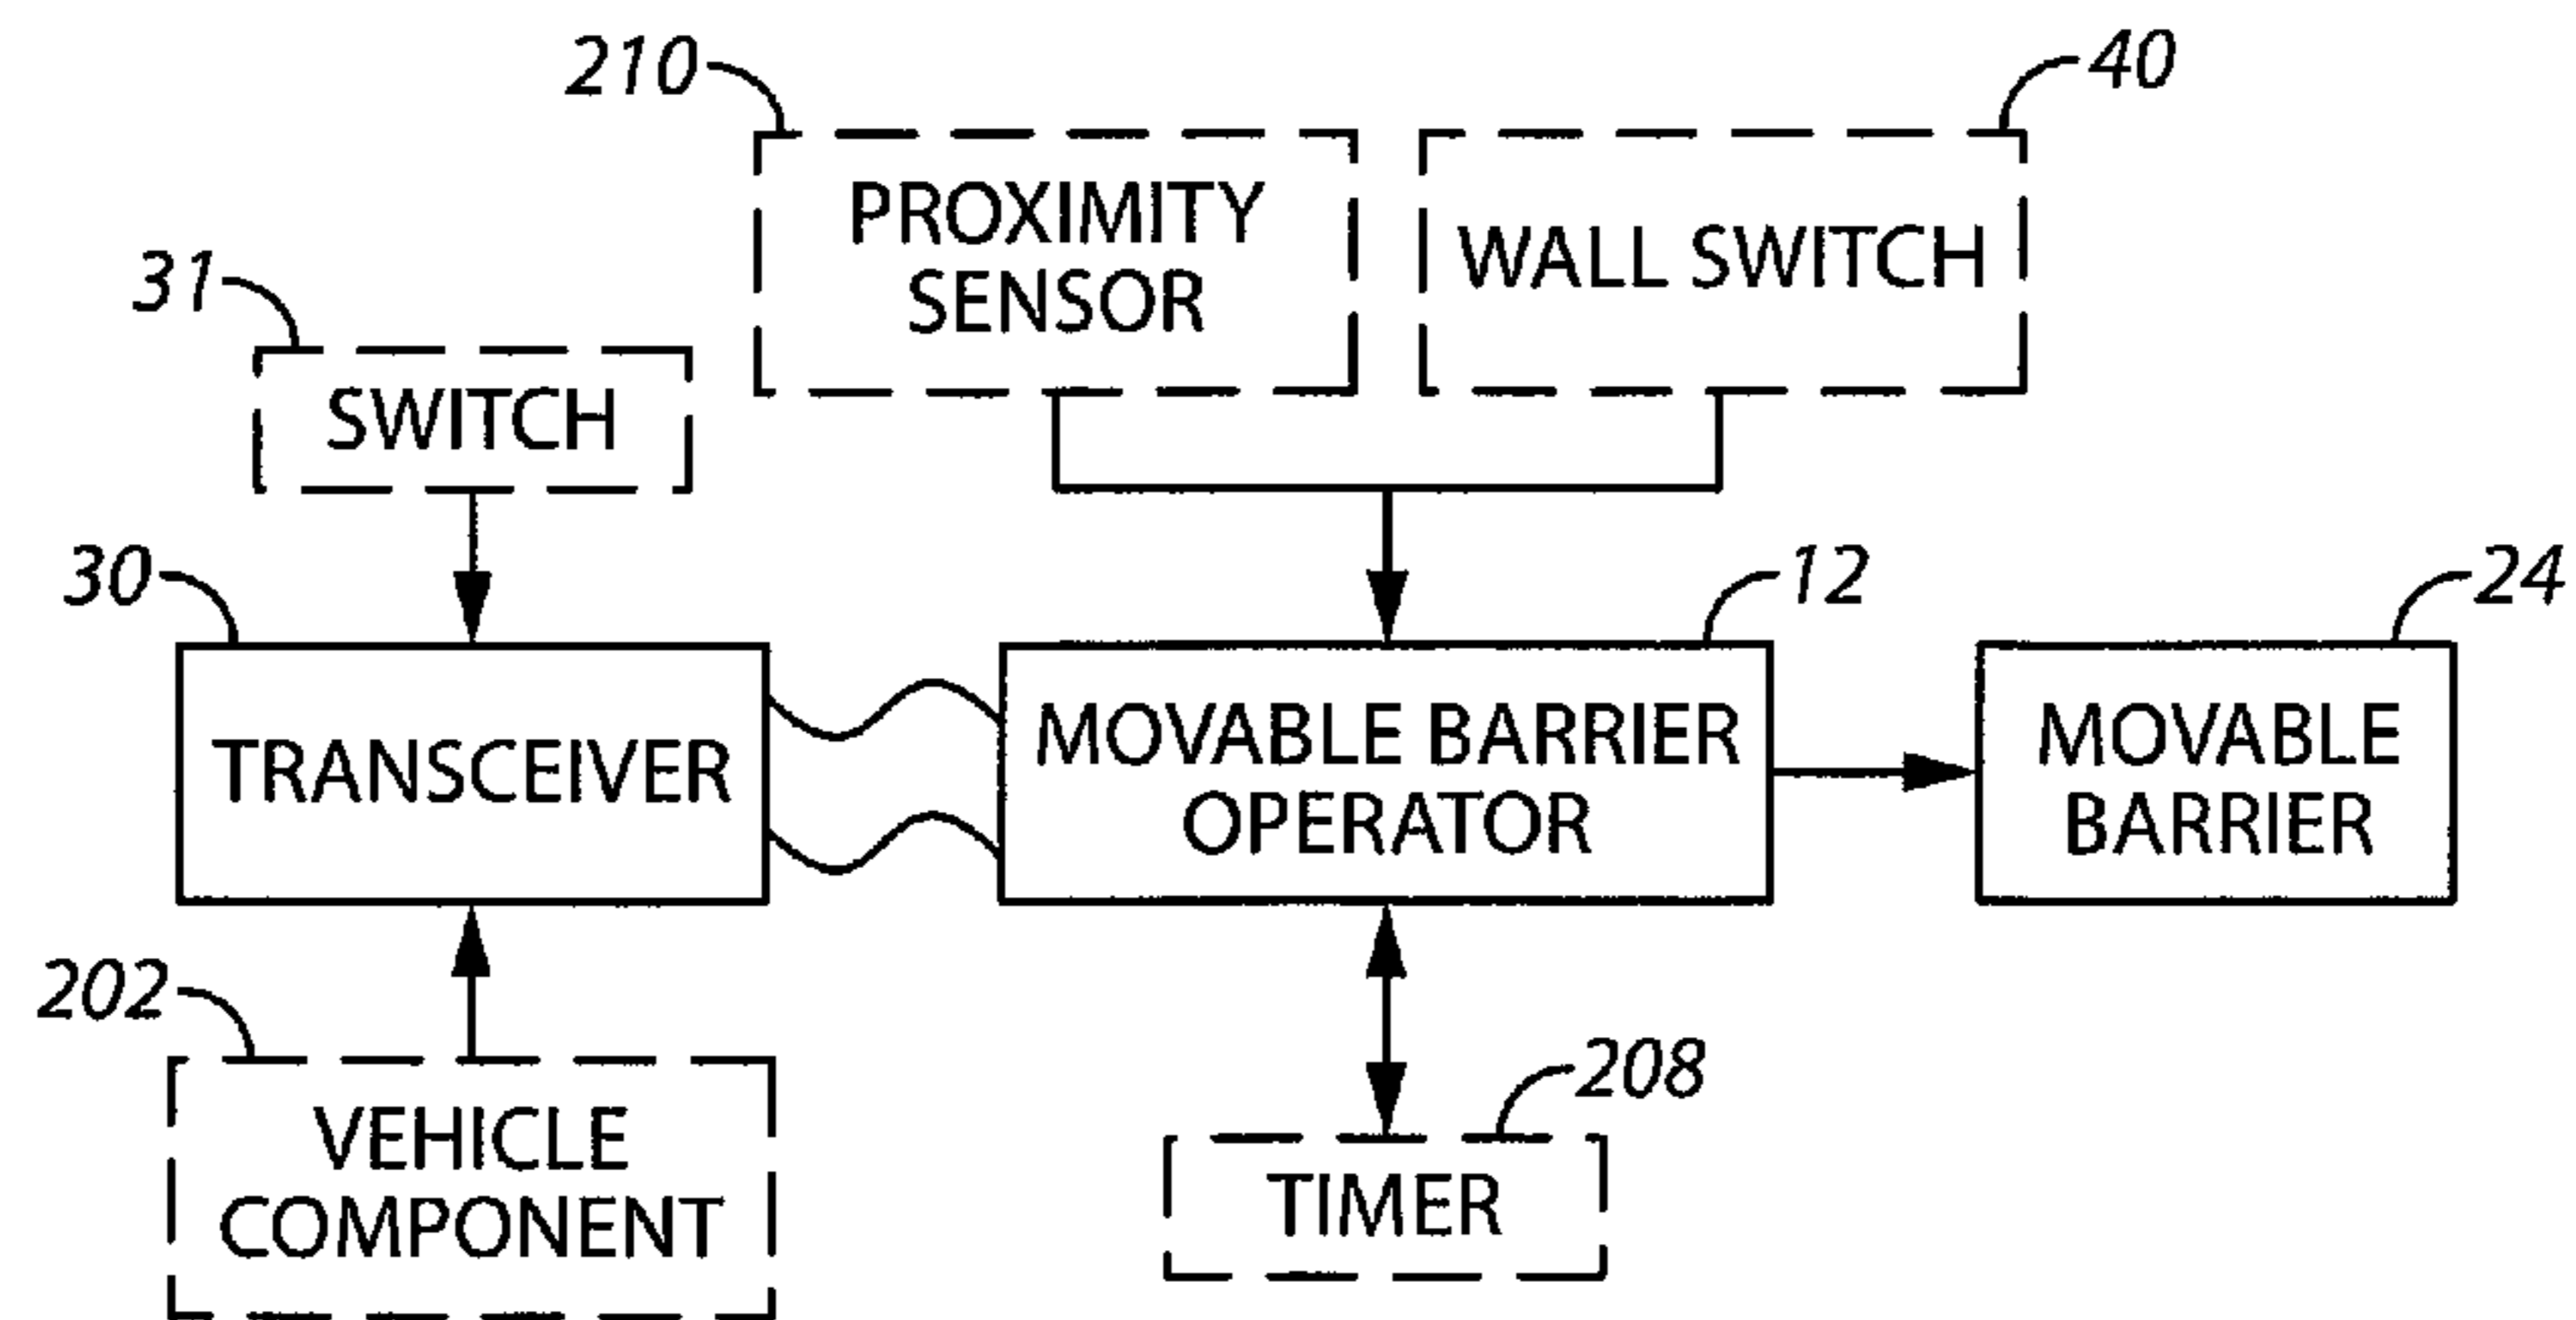 210
40
PROXIMITY
SENSOR
WALL SWITCH
31
SWITCH
30
12
24
TRANSCEIVER
MOVABLE BARRIER
OPERATOR
MOVABLE
BARRIER
202
208
VEHICLE
COMPONENT
TIMER